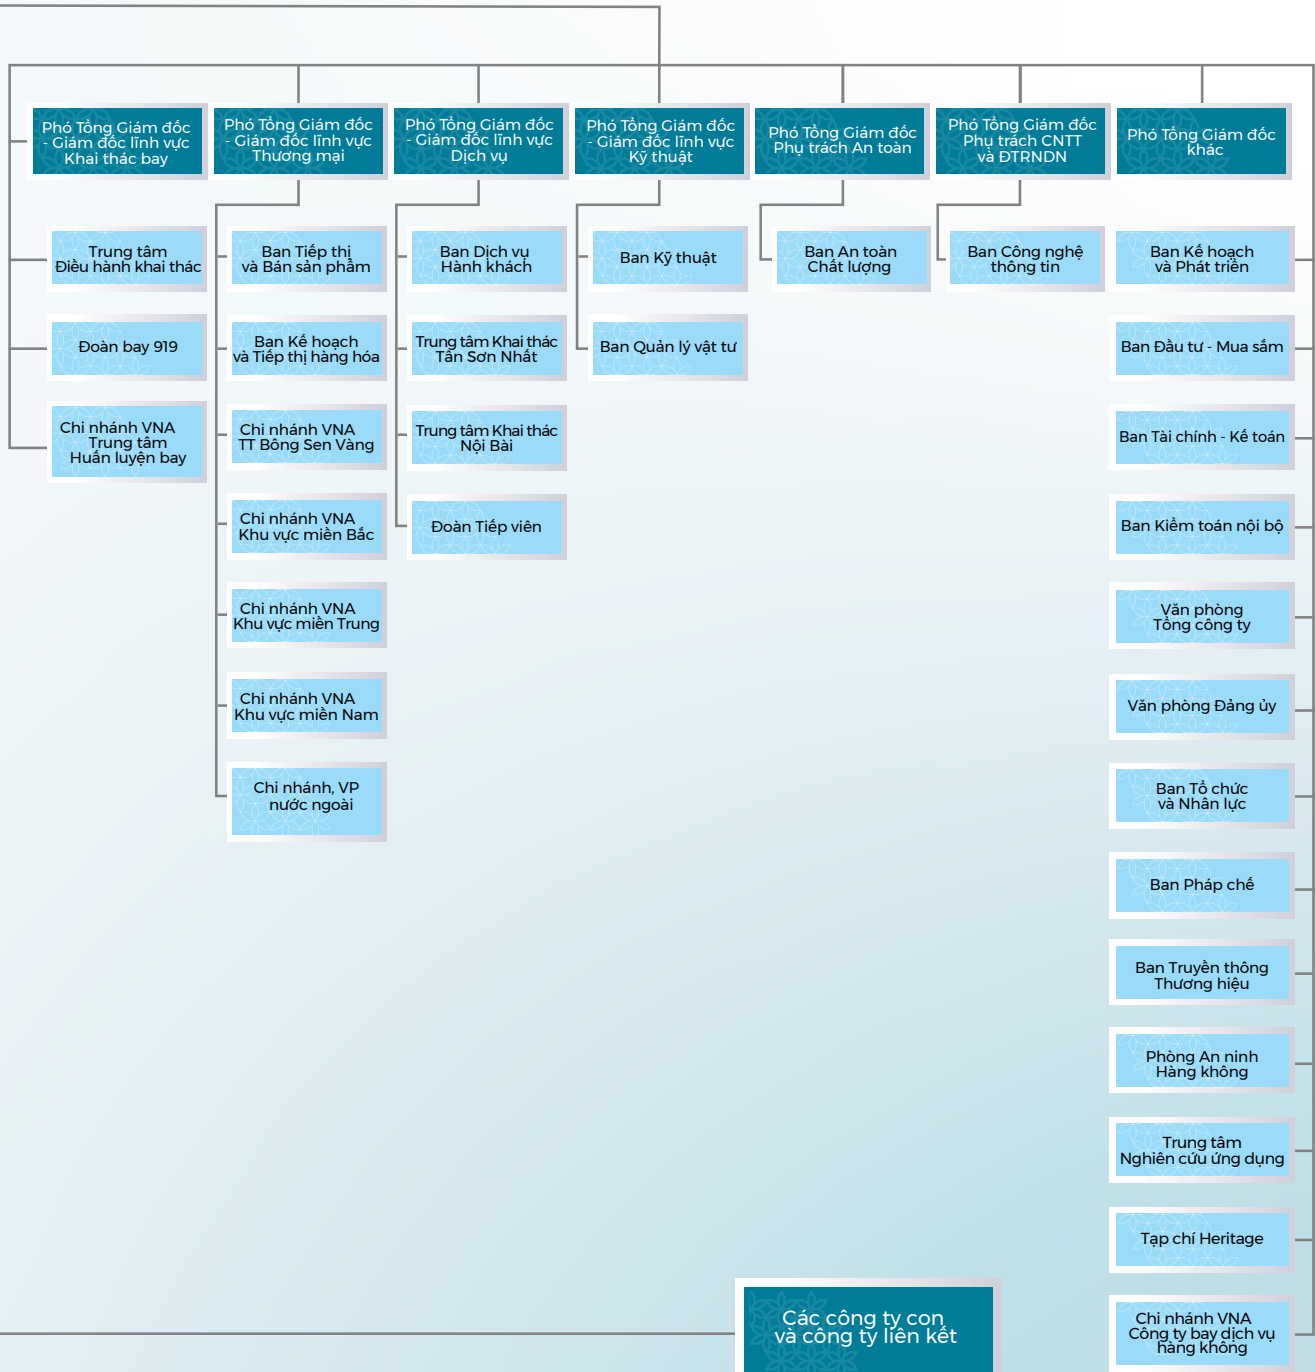 Phó Tổng Giám đốc
- Giám đốc lĩnh vực
Khai thác bay
Phó Tổng Giám đốc
- Giám đốc lĩnh vực
Thương mại
Phó Tổng Giám đốc
- Giám đốc lĩnh vực
Dịch vụ
Phó Tổng Giám đốc
- Giám đốc lĩnh vực
Kỹ thuật
Phó Tổng Giám đốc
Phụ trách An toàn
Phó Tổng Giám đốc
Phụ trách CNTT
và ĐTRNDN
Phó Tổng Giám đốc
khác
Trung tâm
Điều hành khai thác
Đoàn bay 919
Chi nhánh VNA
Trung tâm
Huấn luyện bay
Ban Tiếp thị
và Bán sản phẩm
Ban Kế hoạch
và Tiếp thị hàng hóa
Chi nhánh VNA
TT Bông Sen Vàng
Chi nhánh VNA
Khu vực miền Bắc
Chi nhánh VNA
Khu vực miền Trung
Chi nhánh VNA
Khu vực miền Nam
Chi nhánh, VP
nước ngoài
Ban Dịch vụ
Hành khách
Trung tâm Khai thác
Tân Sơn Nhất
Trung tâm Khai thác
Nội Bài
Đoàn Tiếp viên
Ban Kỹ thuật
Ban Quản lý vật tư
Ban An toàn
Chất lượng
Ban Công nghệ
thông tin
Ban Kế hoạch
và Phát triển
Ban Đầu tư - Mua sắm
Ban Tài chính - Kế toán
Ban Kiểm toán nội bộ
Văn phòng
Tổng công ty
Văn phòng Đảng ủy
Ban Tổ chức
và Nhân lực
Ban Pháp chế
Ban Truyền thông
Thương hiệu
Phòng An ninh
Hàng không
Trung tâm
Nghiên cứu ứng dụng
Tạp chí Heritage
Chi nhánh VNA
Công ty bay dịch vụ
hàng không
Các công ty con
và công ty liên kết